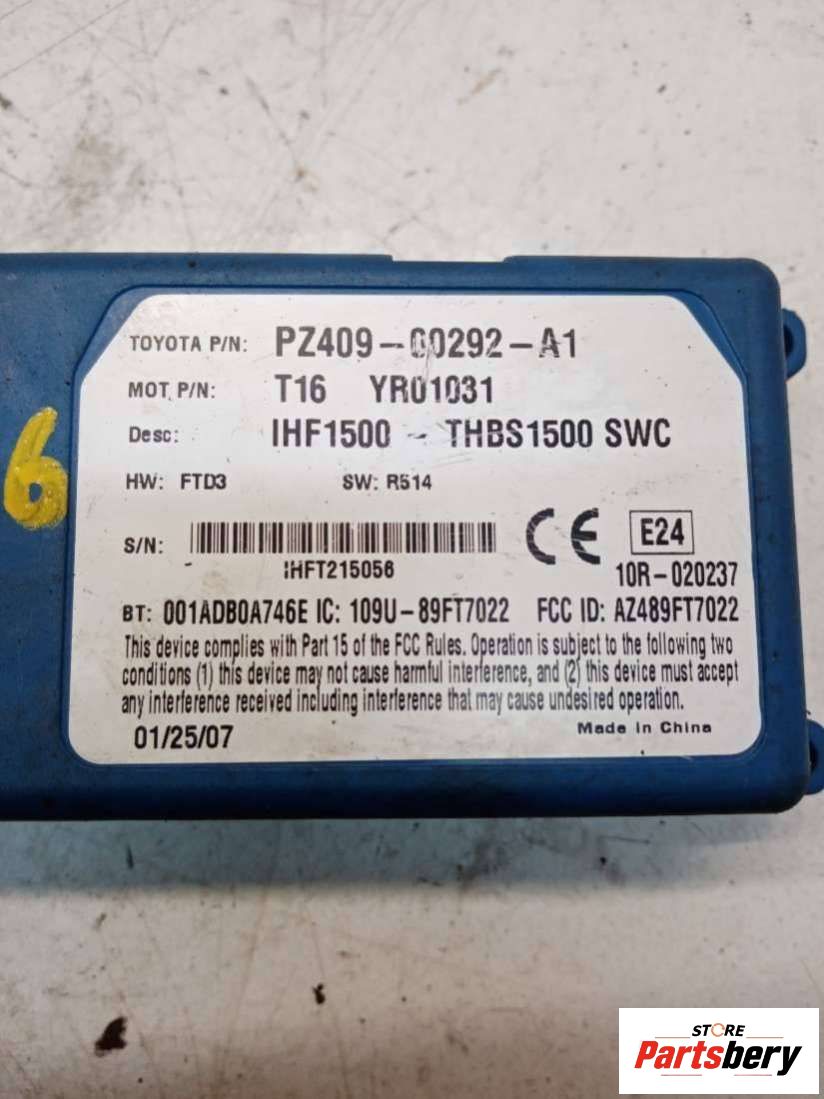 TOYOTA P/N: PZ409-00292-A1
MOT. P/N: T16 YR01031
Desc: IHF1500 - THBS1500 SWC
HW: FTD3 SW: R514
S/N:
IHFT215056
CE E24
10R-020237
BT: 001ADB0A746E IC: 109U-89FT7022 FCC ID: AZ489FT7022
This device complies with Part 15 of the FCC Rules. Operation is subject to the following two
conditions (1) this device may not cause harmful interference, and (2) this device must accept
any interference received including interference that may cause undesired operation.
01/25/07 Made in China
6
STORE
Partsbery